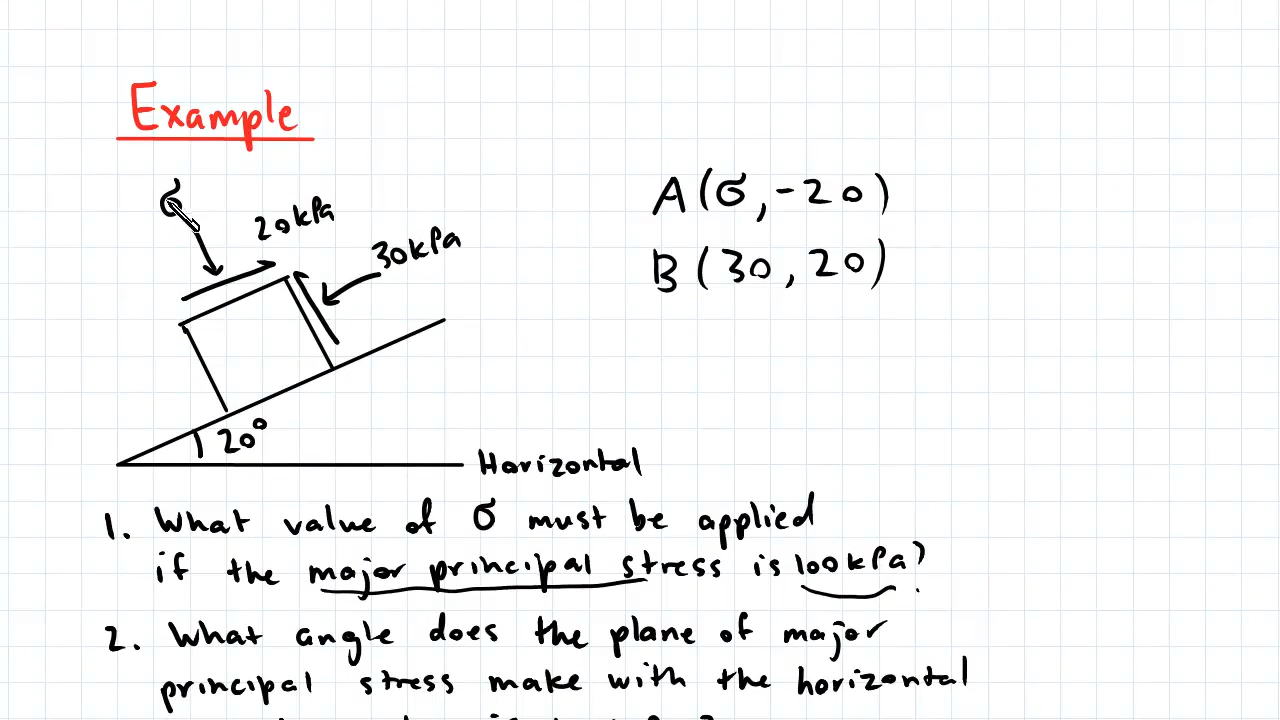 Example
σ
20kPa
30kPa
A(σ,-20)
B(30,20)
20°
Horizontal
1. What value of σ must be applied
if the major principal stress is 100kPa?
2. What angle does the plane of major
principal stress make with the horizontal